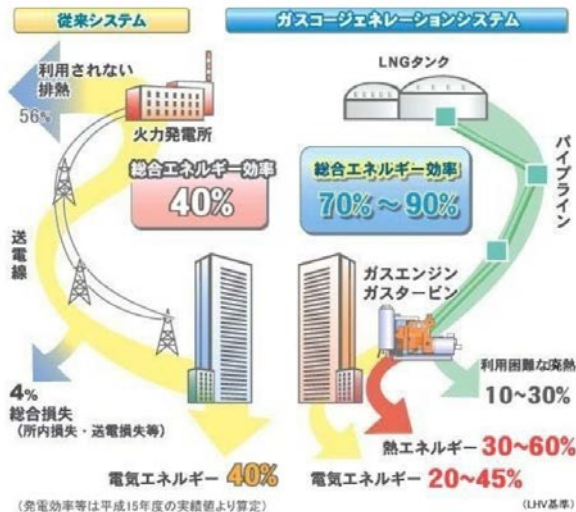 従来システム
ガスコージェネレーションシステム
利用されない
排熱
56%
火力発電所
総合エネルギー効率
40%
送電線
4%
総合損失
(所内損失・送電損失等)
電気エネルギー 40%
(発電効率等は平成15年度の実績値より算定)
LNGタンク
パイプライン
総合エネルギー効率
70%～90%
ガスエンジン
ガスタービン
利用困難な廃熱
10～30%
熱エネルギー 30～60%
電気エネルギー 20～45%
(LHV基準)